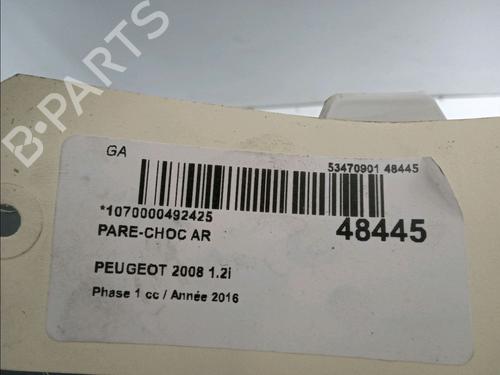 B-PARTS
GA
53470901 48445
*1070000492425
48445
PARE-CHOC AR
PEUGEOT 2008 1.2i
Phase 1 cc / Année 2016